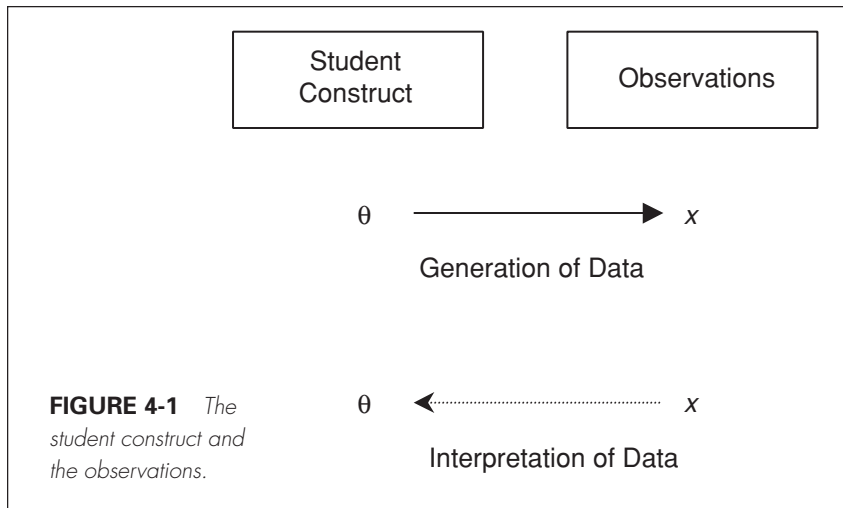 Student
Construct
Observations
θ x
Generation of Data
θ x
Interpretation of Data
FIGURE 4-1 The
student construct and
the observations.